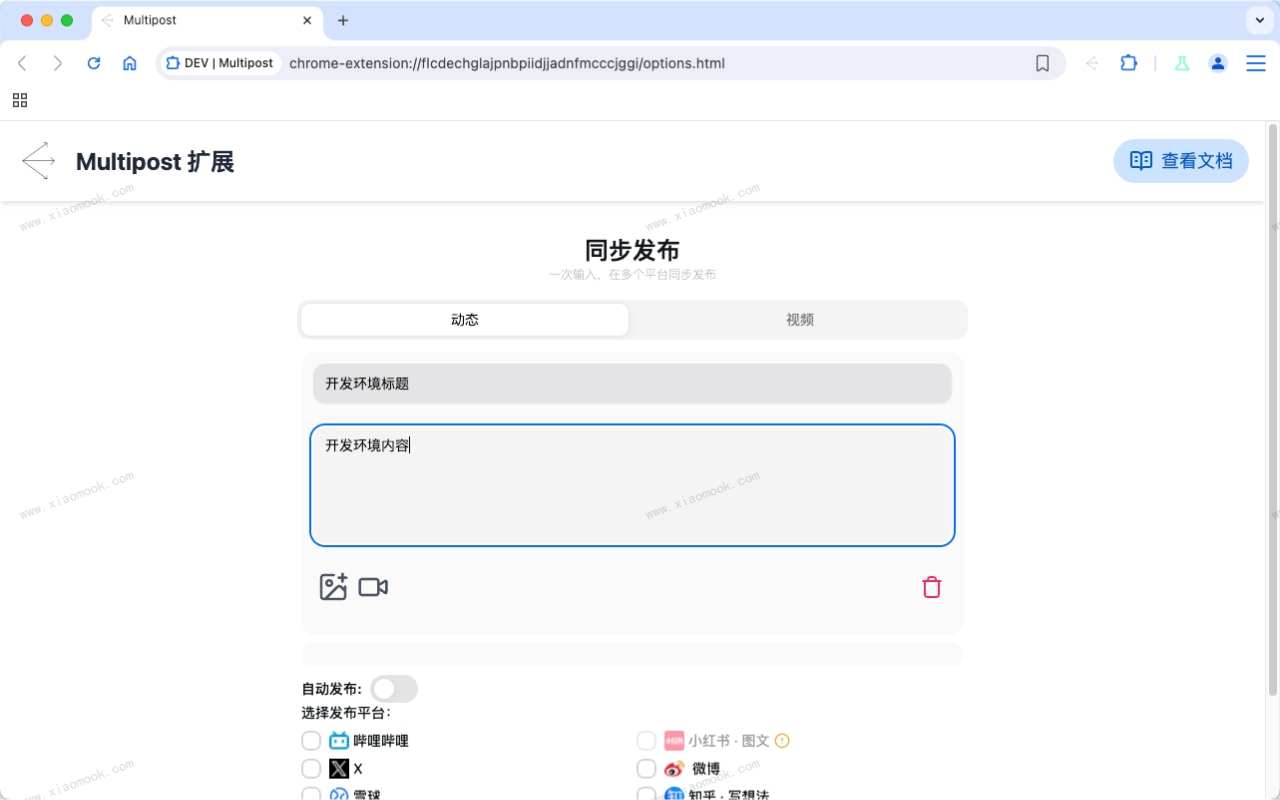 Multipost
DEV | Multipost
chrome-extension://flcdechglajpnbpiidjjadnfmcccjggi/options.html
Multipost 扩展
查看文档
www.xiaomook.com
www.xiaomook.com
同步发布
一次输入，在多个平台同步发布
动态
视频
开发环境标题
开发环境内容
www.xiaomook.com
www.xiaomook.com
自动发布:
选择发布平台:
哔哩哔哩
小红书 · 图文
X
微博
www.xiaomook.com
www.xiaomook.com
雪球
知乎 · 写想法